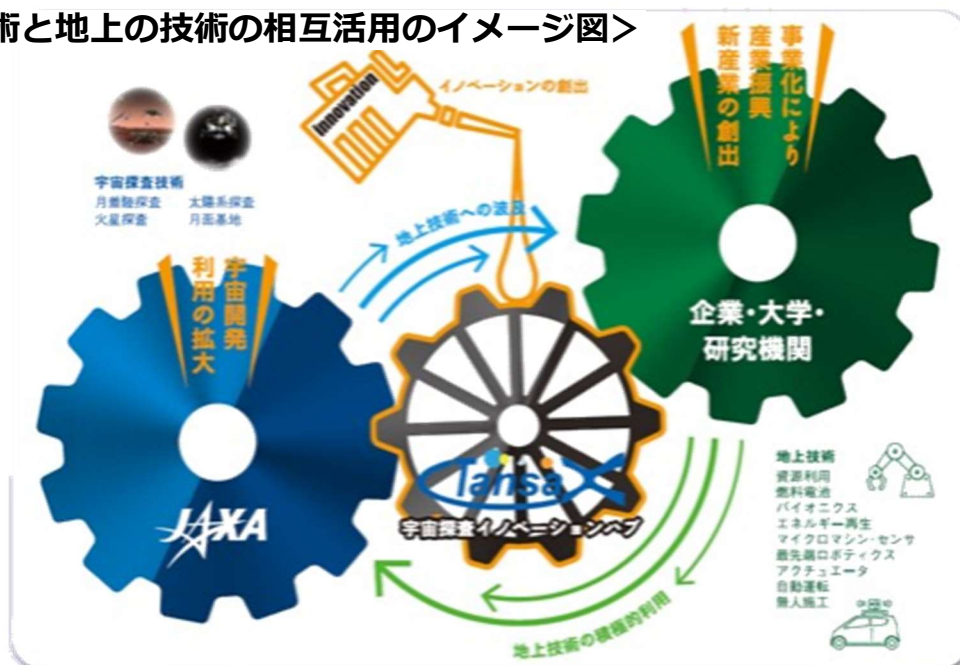 術と地上の技術の相互活用のイメージ図>
Innovation
イノベーションの創出
事業化により
産業振興
新産業の創出
宇宙探査技術
月着陸探査 太陽系探査
火星探査 月面基地
地上技術への波及
宇宙開発
利用の拡大
企業・大学・
研究機関
JAXA
TansaX
宇宙探査イノベーションハブ
地上技術
資源利用
燃料電池
バイオニクス
エネルギー再生
マイクロマシン・センサ
最先端ロボティクス
アクチュエータ
自動運転
無人施工
地上技術の積極的利用